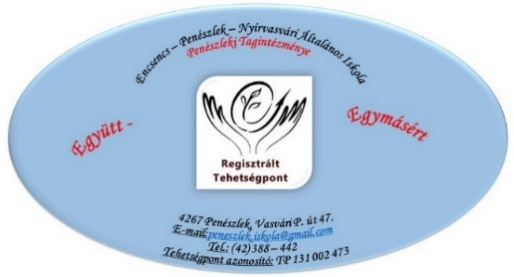 Encsencs – Penészlek – Nyírvasvári Általános Iskola
Penészleki Tagintézménye
Együtt -
Egymásért
Regisztrált
Tehetségpont
4267 Penészlek, Vasvári P. út 47.
E-mail:peneszlek.iskola@gmail.com
Tel.: (42)388 – 442
Tehetségpont azonosító: TP 131 002 473